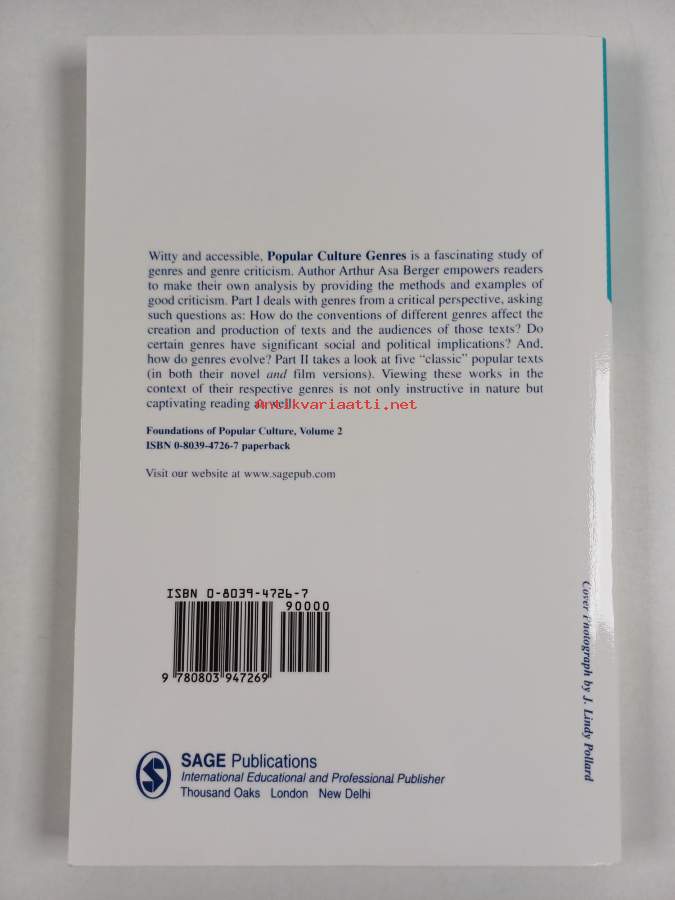 Witty and accessible, Popular Culture Genres is a fascinating study of
genres and genre criticism. Author Arthur Asa Berger empowers readers
to make their own analysis by providing the methods and examples of
good criticism. Part I deals with genres from a critical perspective, asking
such questions as: How do the conventions of different genres affect the
creation and production of texts and the audiences of those texts? Do
certain genres have significant social and political implications? And,
how do genres evolve? Part II takes a look at five “classic” popular texts
(in both their novel and film versions). Viewing these works in the
context of their respective genres is not only instructive in nature but
captivating reading as well.
Antikvariaatti.net
Foundations of Popular Culture, Volume 2
ISBN 0-8039-4726-7 paperback
Visit our website at www.sagepub.com
ISBN 0-8039-4726-7
90000
9 780803 947269
Cover Photograph by J. Lindy Pollard
S
SAGE Publications
International Educational and Professional Publisher
Thousand Oaks London New Delhi